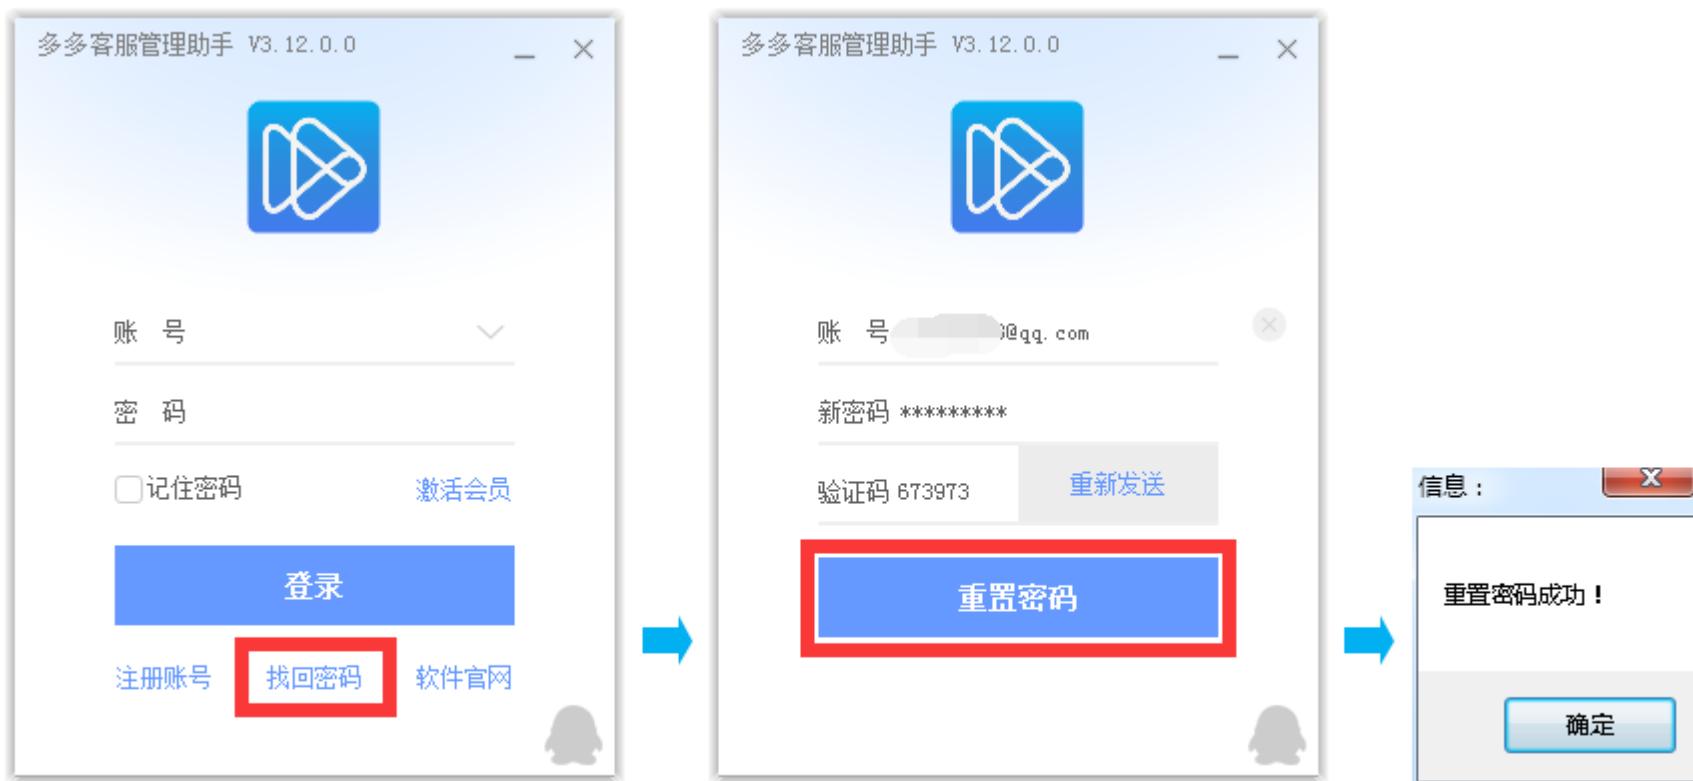 多多客服管理助手 V3.12.0.0
账 号
密 码
记住密码 激活会员
登录
注册账号 找回密码 软件官网
多多客服管理助手 V3.12.0.0
账 号 @qq.com
新密码 *********
验证码 673973 重新发送
重置密码
信息：
重置密码成功！
确定